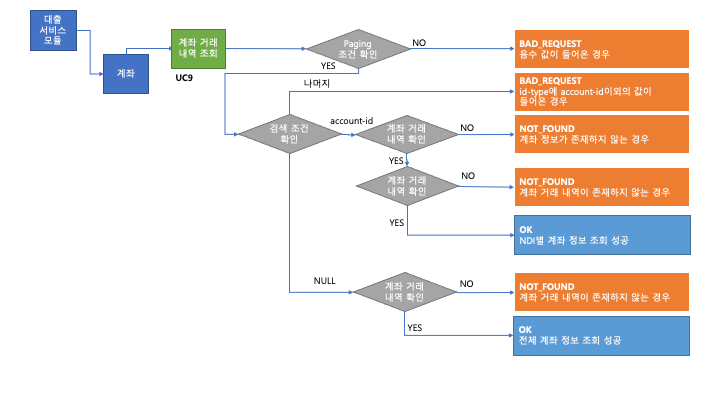 대출
서비스
모듈
계좌
계좌 거래
내역 조회
UC9
Paging
조건 확인
NO
BAD_REQUEST
음수 값이 들어온 경우
YES
나머지
BAD_REQUEST
id-type에 account-id이외의 값이
들어온 경우
검색 조건
확인
account-id
계좌 거래
내역 확인
NO
NOT_FOUND
계좌 정보가 존재하지 않는 경우
YES
계좌 거래
내역 확인
NO
NOT_FOUND
계좌 거래 내역이 존재하지 않는 경우
YES
OK
NDI별 계좌 정보 조회 성공
NULL
계좌 거래
내역 확인
NO
NOT_FOUND
계좌 거래 내역이 존재하지 않는 경우
YES
OK
전체 계좌 정보 조회 성공